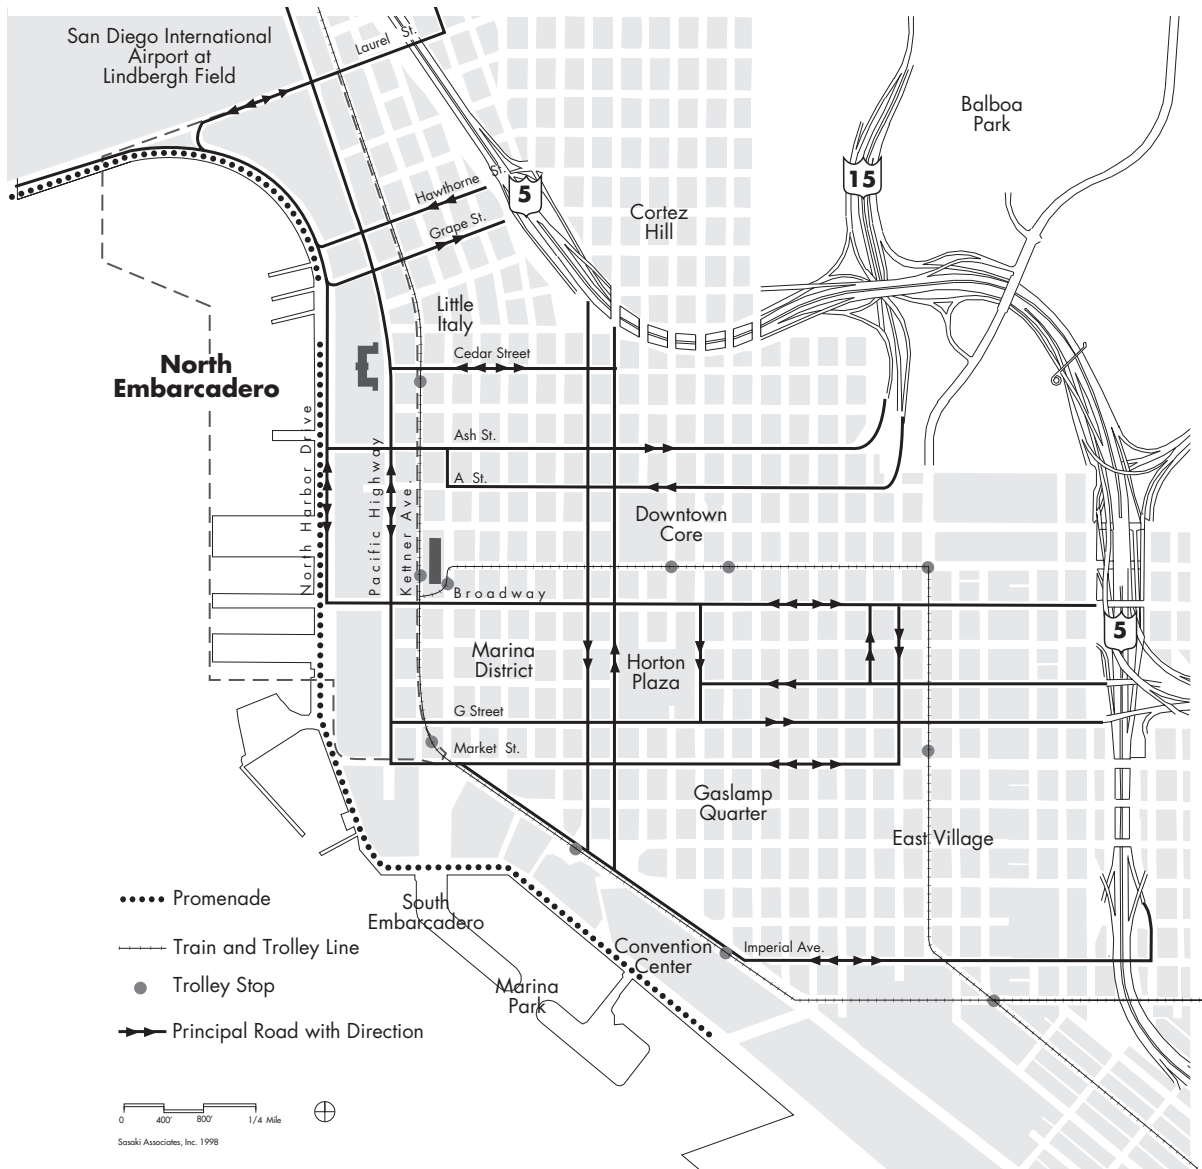 San Diego International
Airport at
Lindbergh Field
Laurel St.
Balboa
Park
15
5
Hawthorne St.
Cortez
Hill
Grape St.
Little
Italy
Cedar Street
North
Embarcadero
North Harbor Drive
Pacific Highway
Kettner Ave.
Ash St.
A St.
Downtown
Core
Broadway
5
Marina
District
Horton
Plaza
G Street
Market St.
Gaslamp
Quarter
East Village
Promenade
South
Embarcadero
Train and Trolley Line
Convention
Center
Imperial Ave.
Trolley Stop
Marina
Park
Principal Road with Direction
0 400' 800' 1/4 Mile
Sasaki Associates, Inc. 1998